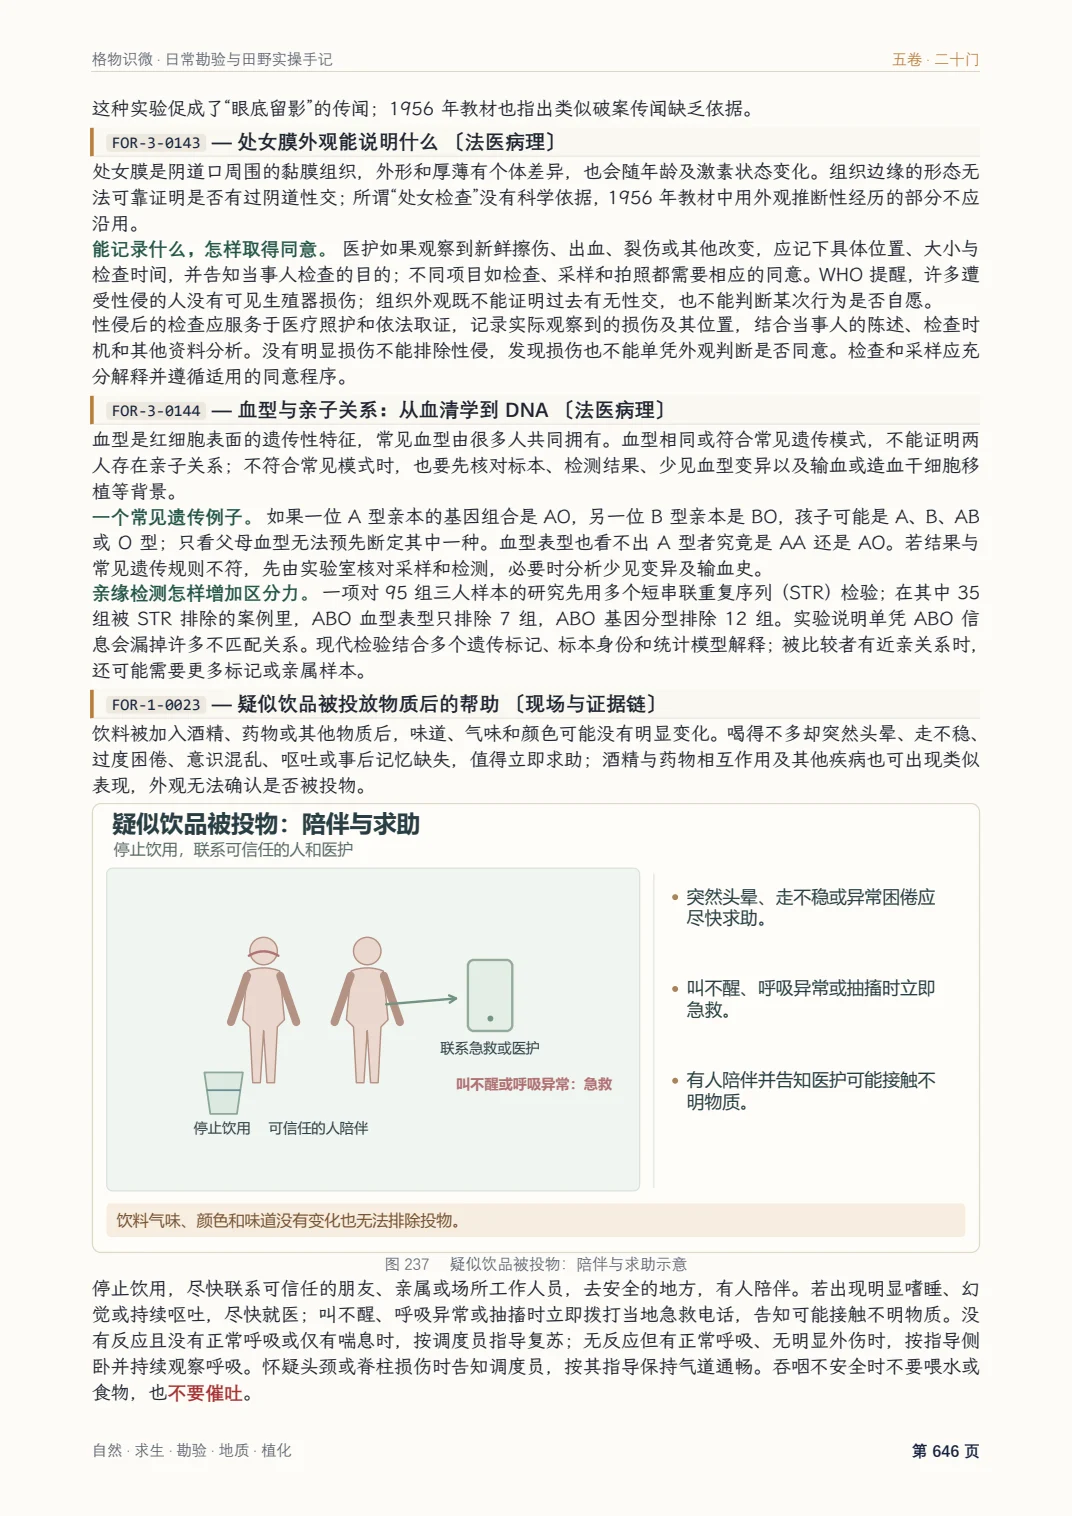 格物识微 · 日常勘验与田野实操手记
五卷 · 二十门
这种实验促成了“眼底留影”的传闻；1956 年教材也指出类似破案传闻缺乏依据。
FOR-3-0143 — 处女膜外观能说明什么 〔法医病理〕
处女膜是阴道口周围的黏膜组织，外形和厚薄有个体差异，也会随年龄及激素状态变化。组织边缘的形态无
法可靠证明是否有过阴道性交；所谓“处女检查”没有科学依据，1956 年教材中用外观推断性经历的部分不应
沿用。
能记录什么，怎样取得同意。 医护如果观察到新鲜擦伤、出血、裂伤或其他改变，应记下具体位置、大小与
检查时间，并告知当事人检查的目的；不同项目如检查、采样和拍照都需要相应的同意。WHO 提醒，许多遭
受性侵的人没有可见生殖器损伤；组织外观既不能证明过去有无性交，也不能判断某次行为是否自愿。
性侵后的检查应服务于医疗照护和依法取证，记录实际观察到的损伤及其位置，结合当事人的陈述、检查时
机和其他资料分析。没有明显损伤不能排除性侵，发现损伤也不能单凭外观判断是否同意。检查和采样应充
分解释并遵循适用的同意程序。
FOR-3-0144 — 血型与亲子关系：从血清学到 DNA 〔法医病理〕
血型是红细胞表面的遗传性特征，常见血型由很多人共同拥有。血型相同或符合常见遗传模式，不能证明两
人存在亲子关系；不符合常见模式时，也要先核对标本、检测结果、少见血型变异以及输血或造血干细胞移
植等背景。
一个常见遗传例子。 如果一位 A 型亲本的基因组合是 AO，另一位 B 型亲本是 BO，孩子可能是 A、B、AB
或 O 型；只看父母血型无法预先断定其中一种。血型表型也看不出 A 型者究竟是 AA 还是 AO。若结果与
常见遗传规则不符，先由实验室核对采样和检测，必要时分析少见变异及输血史。
亲缘检测怎样增加区分力。 一项对 95 组三人样本的研究先用多个短串联重复序列（STR）检验；在其中 35
组被 STR 排除的案例里，ABO 血型表型只排除 7 组，ABO 基因分型排除 12 组。实验说明单凭 ABO 信
息会漏掉许多不匹配关系。现代检验结合多个遗传标记、标本身份和统计模型解释；被比较者有近亲关系时，
还可能需要更多标记或亲属样本。
FOR-1-0023 — 疑似饮品被投放物质后的帮助 〔现场与证据链〕
饮料被加入酒精、药物或其他物质后，味道、气味和颜色可能没有明显变化。喝得不多却突然头晕、走不稳、
过度困倦、意识混乱、呕吐或事后记忆缺失，值得立即求助；酒精与药物相互作用及其他疾病也可出现类似
表现，外观无法确认是否被投物。
疑似饮品被投物：陪伴与求助
停止饮用，联系可信任的人和医护
联系急救或医护
叫不醒或呼吸异常：急救
停止饮用
可信任的人陪伴
• 突然头晕、走不稳或异常困倦应
尽快求助。
• 叫不醒、呼吸异常或抽搐时立即
急救。
• 有人陪伴并告知医护可能接触不
明物质。
饮料气味、颜色和味道没有变化也无法排除投物。
图 237 疑似饮品被投物：陪伴与求助示意
停止饮用，尽快联系可信任的朋友、亲属或场所工作人员，去安全的地方，有人陪伴。若出现明显嗜睡、幻
觉或持续呕吐，尽快就医；叫不醒、呼吸异常或抽搐时立即拨打当地急救电话，告知可能接触不明物质。没
有反应且没有正常呼吸或仅有喘息时，按调度员指导复苏；无反应但有正常呼吸、无明显外伤时，按指导侧
卧并持续观察呼吸。怀疑头颈或脊柱损伤时告知调度员，按其指导保持气道通畅。吞咽不安全时不要喂水或
食物，也不要催吐。
自然 · 求生 · 勘验 · 地质 · 植化
第 646 页